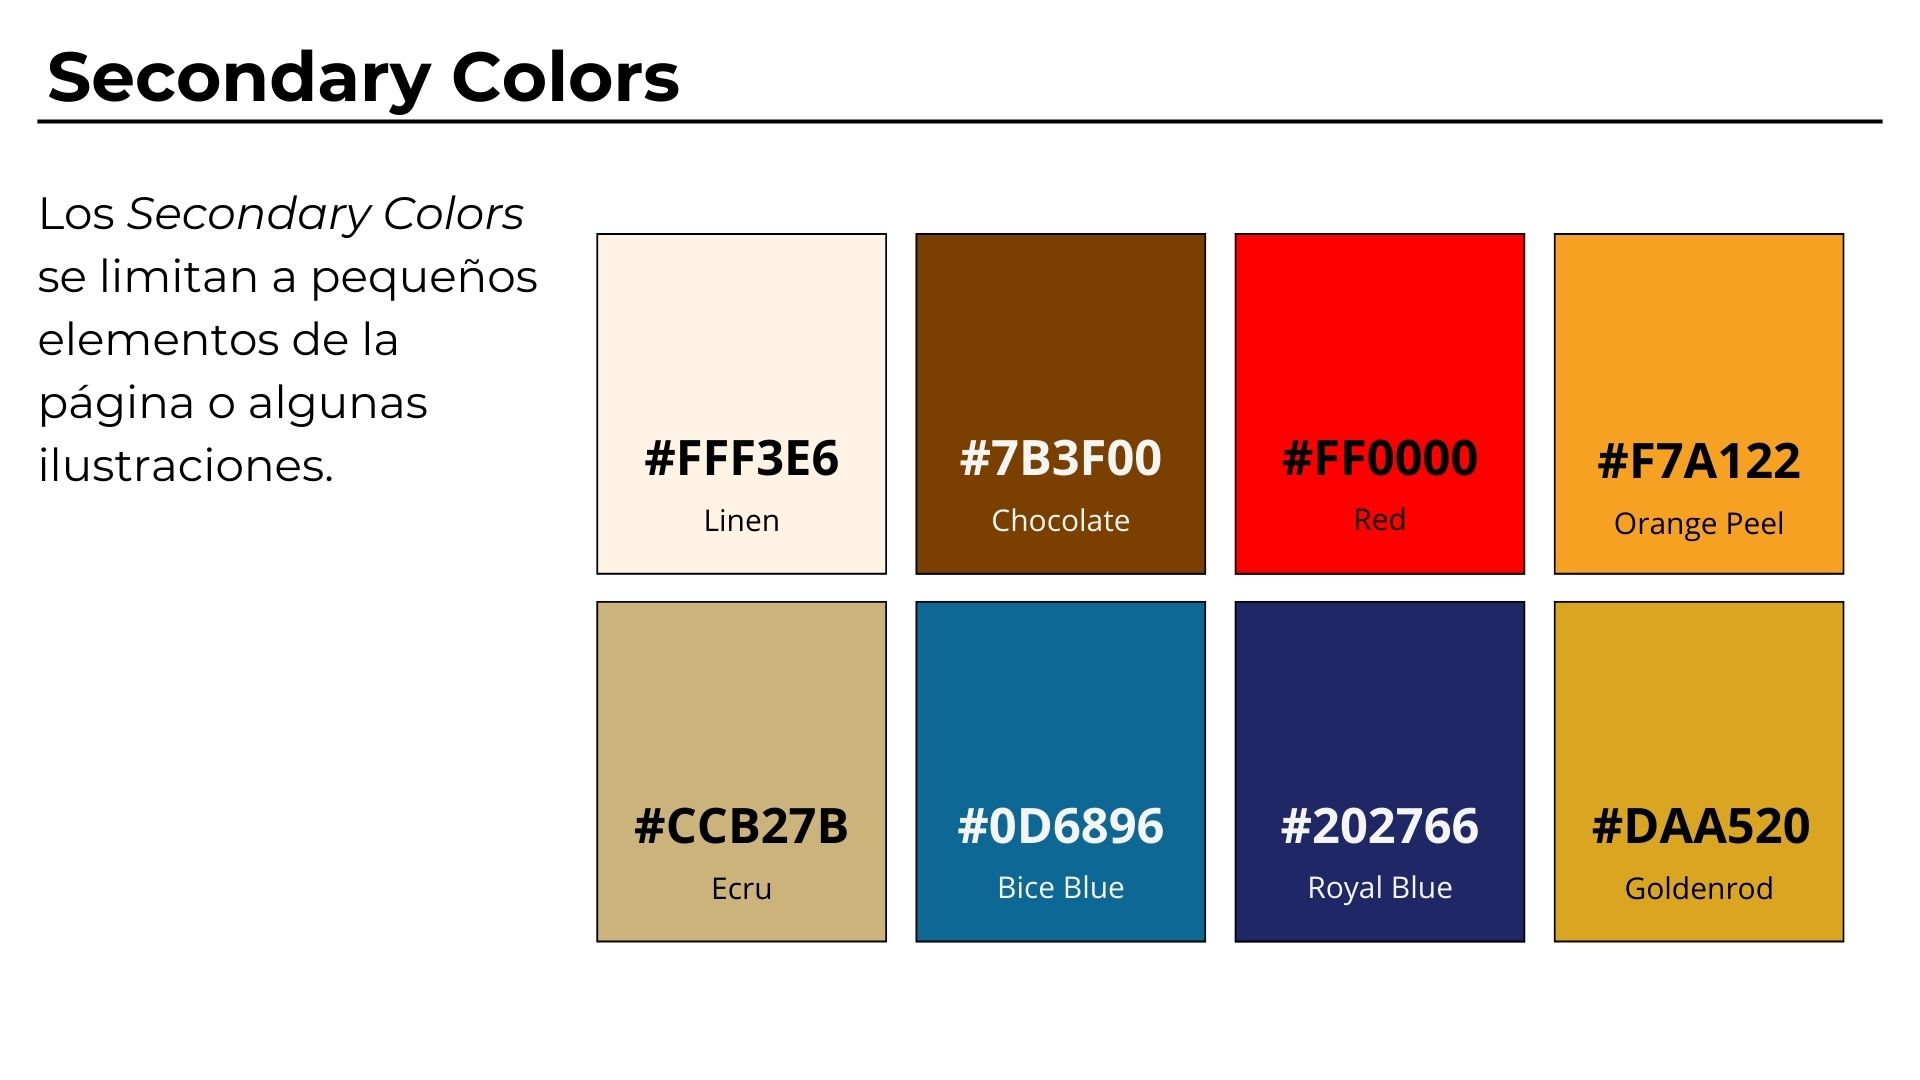 Secondary Colors
Los Secondary Colors
se limitan a pequeños
elementos de la
página o algunas
ilustraciones.
#FFF3E6
Linen
#7B3F00
Chocolate
#FF0000
Red
#F7A122
Orange Peel
#CCB27B
Ecru
#0D6896
Bice Blue
#202766
Royal Blue
#DAA520
Goldenrod